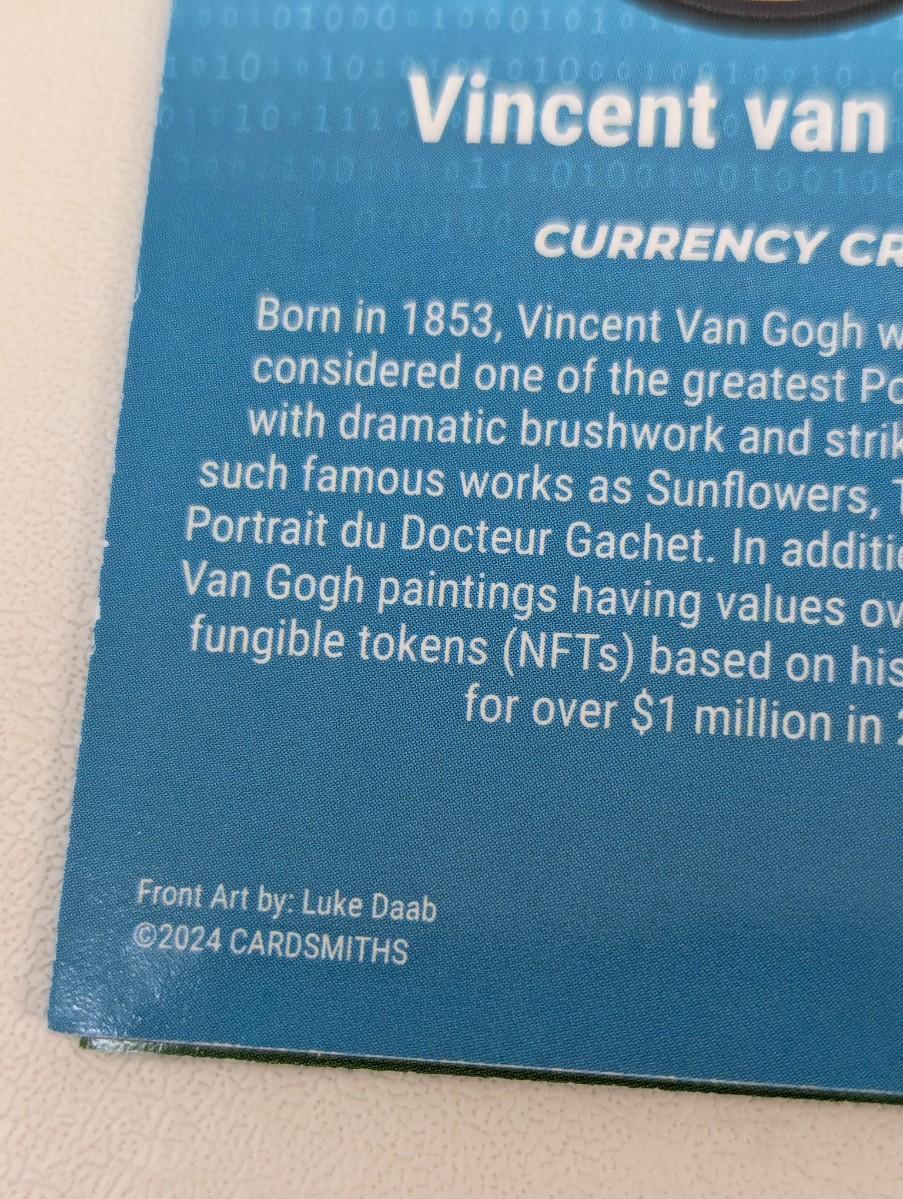 Vincent van
CURRENCY CR
Born in 1853, Vincent Van Gogh w
considered one of the greatest Po
with dramatic brushwork and strik
such famous works as Sunflowers, T
Portrait du Docteur Gachet. In additi
Van Gogh paintings having values ov
fungible tokens (NFTs) based on his
for over $1 million in 2
Front Art by: Luke Daab
©2024 CARDSMITHS